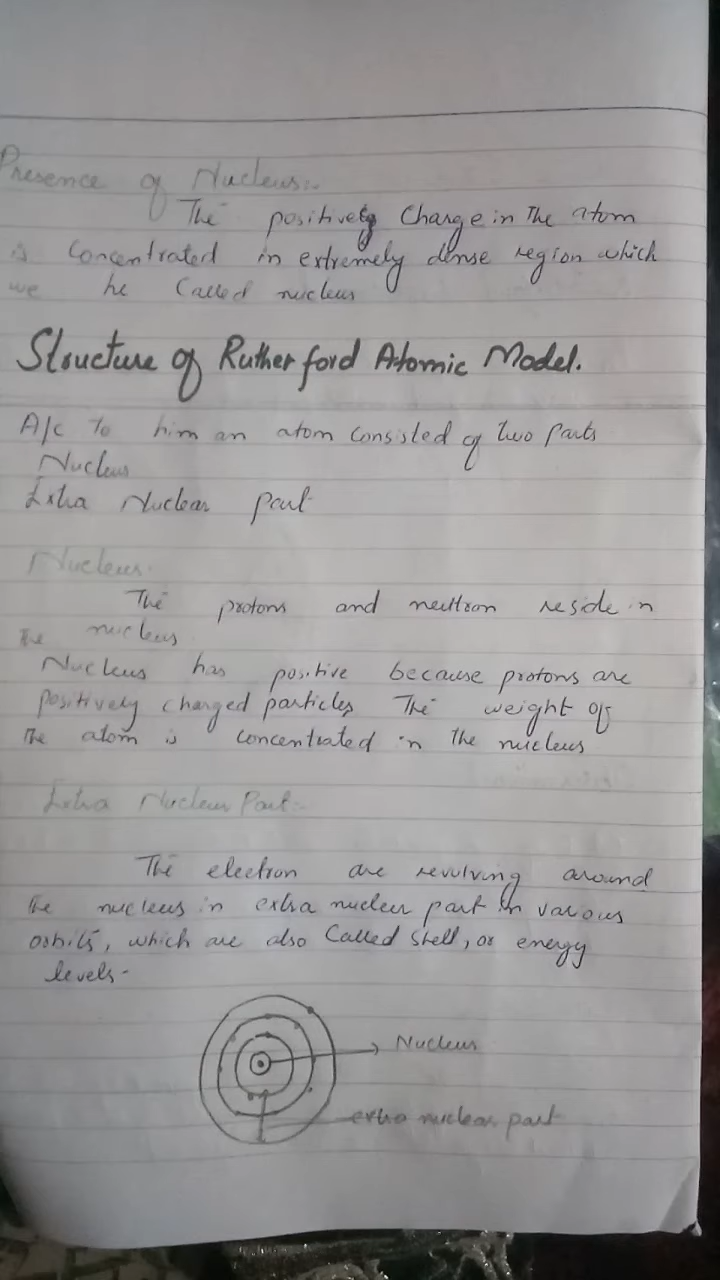 Presence of Nucleus:.
The positively Charge in The atom
is Concentrated in extremely dense region which
we he Called nucleus
Structure of Rutherford Atomic Model.
A/c To him an atom Consisted of two Parts
Nucleus
Extra Nuclear part
Nucleus.
The protons and neutron reside in
The nucleus
Nucleus has positive because protons are
positively charged particles The weight of
The atom is concentrated in The nucleus
Extra Nuclear Part.
The electron are revolving around
The nucleus in extra nuclear part in various
orbits, which are also Called shell, or energy
levels-
Nucleus
extra nuclear part